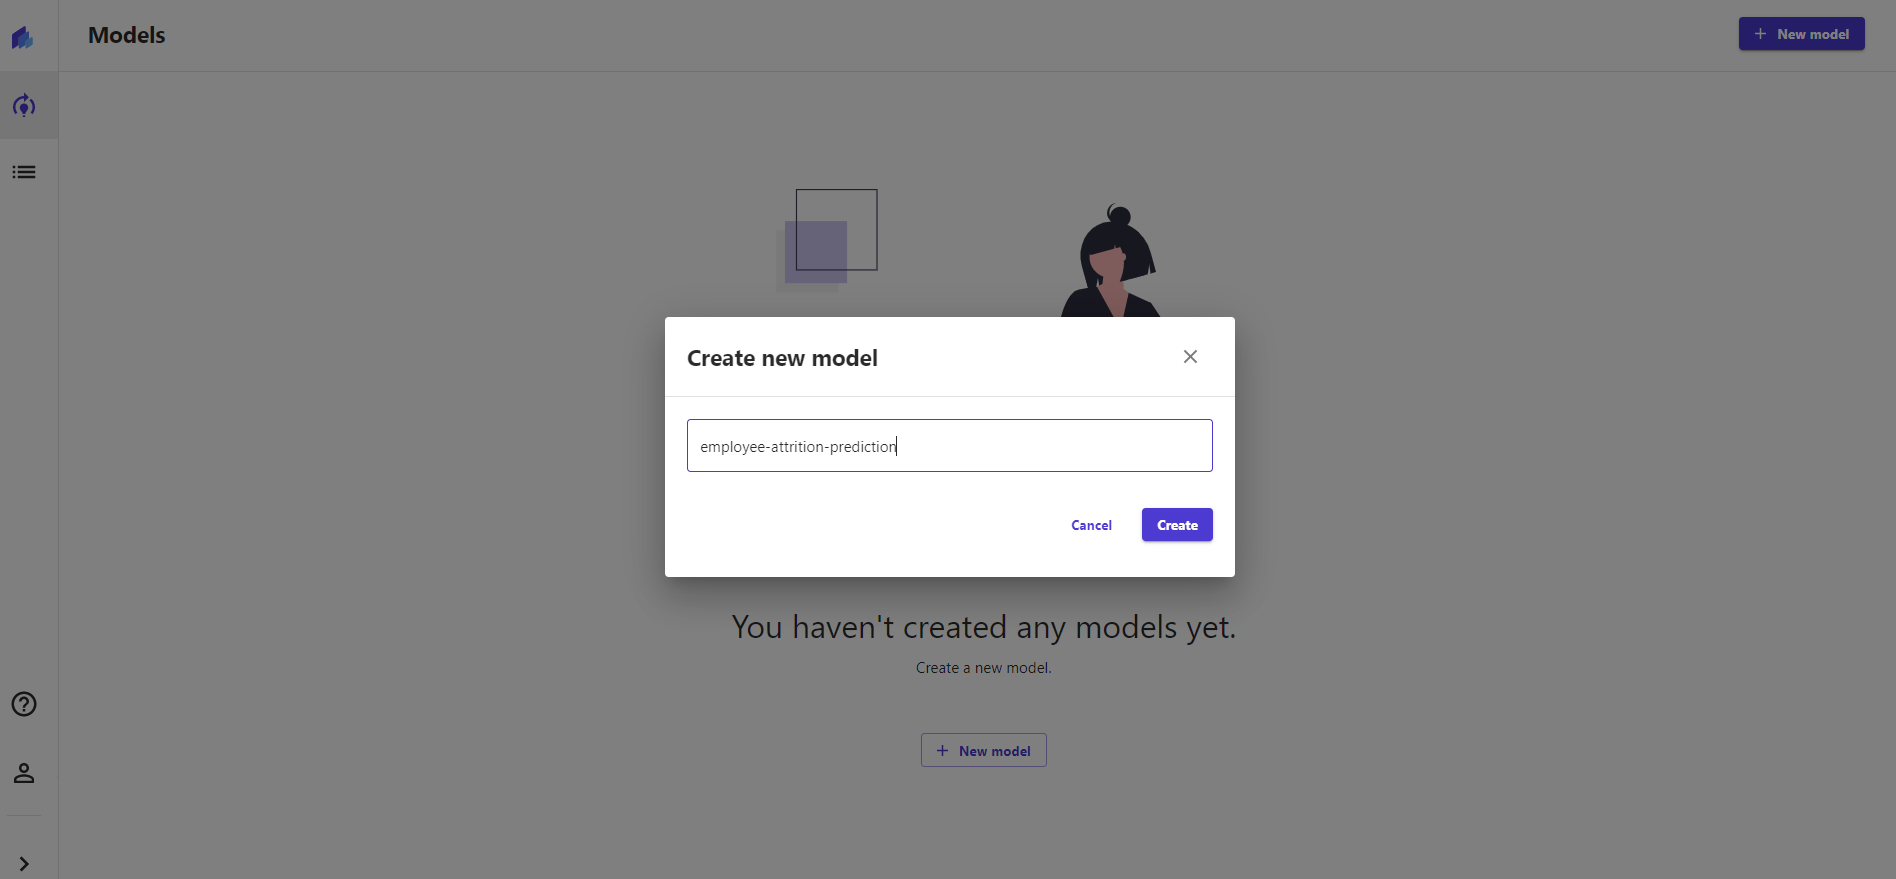 Models
+ New model
Create new model
employee-attrition-prediction
Cancel
Create
You haven't created any models yet.
Create a new model.
+ New model